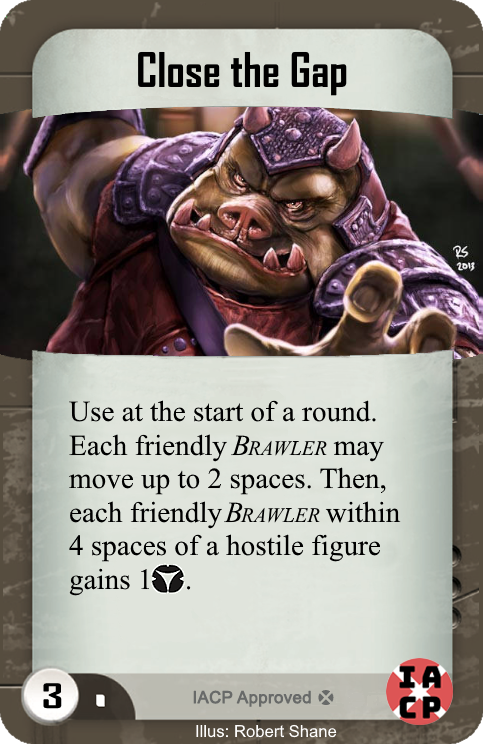 Close the Gap
RS
2013
Use at the start of a round.
Each friendly BRAWLER may
move up to 2 spaces. Then,
each friendly BRAWLER within
4 spaces of a hostile figure
gains 1.
3
IACP Approved
IA
CP
Illus: Robert Shane